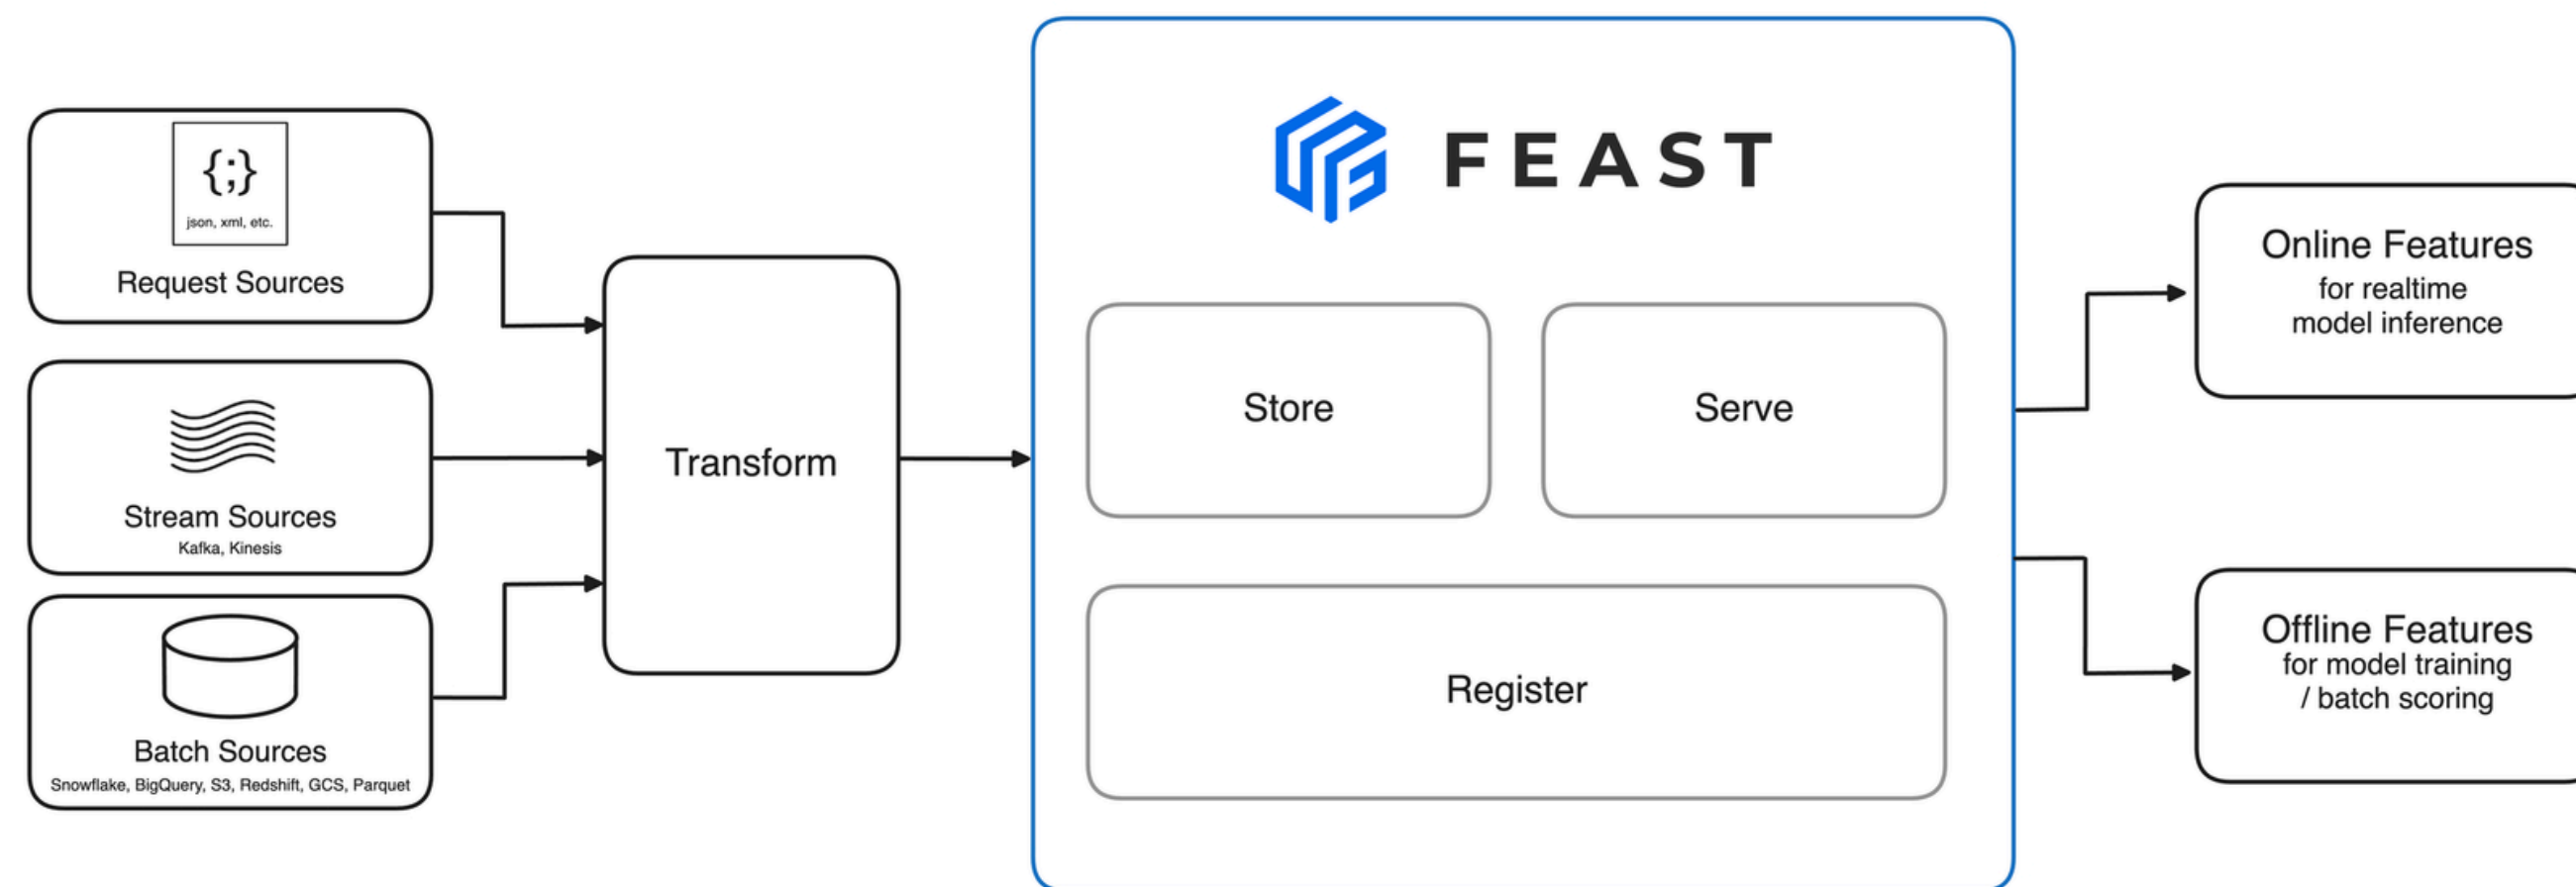 {;}
json, xml, etc.
Request Sources
Stream Sources
Kafka, Kinesis
Batch Sources
Snowflake, BigQuery, S3, Redshift, GCS, Parquet
Transform
FEAST
Store
Serve
Register
Online Features
for realtime
model inference
Offline Features
for model training
/ batch scoring